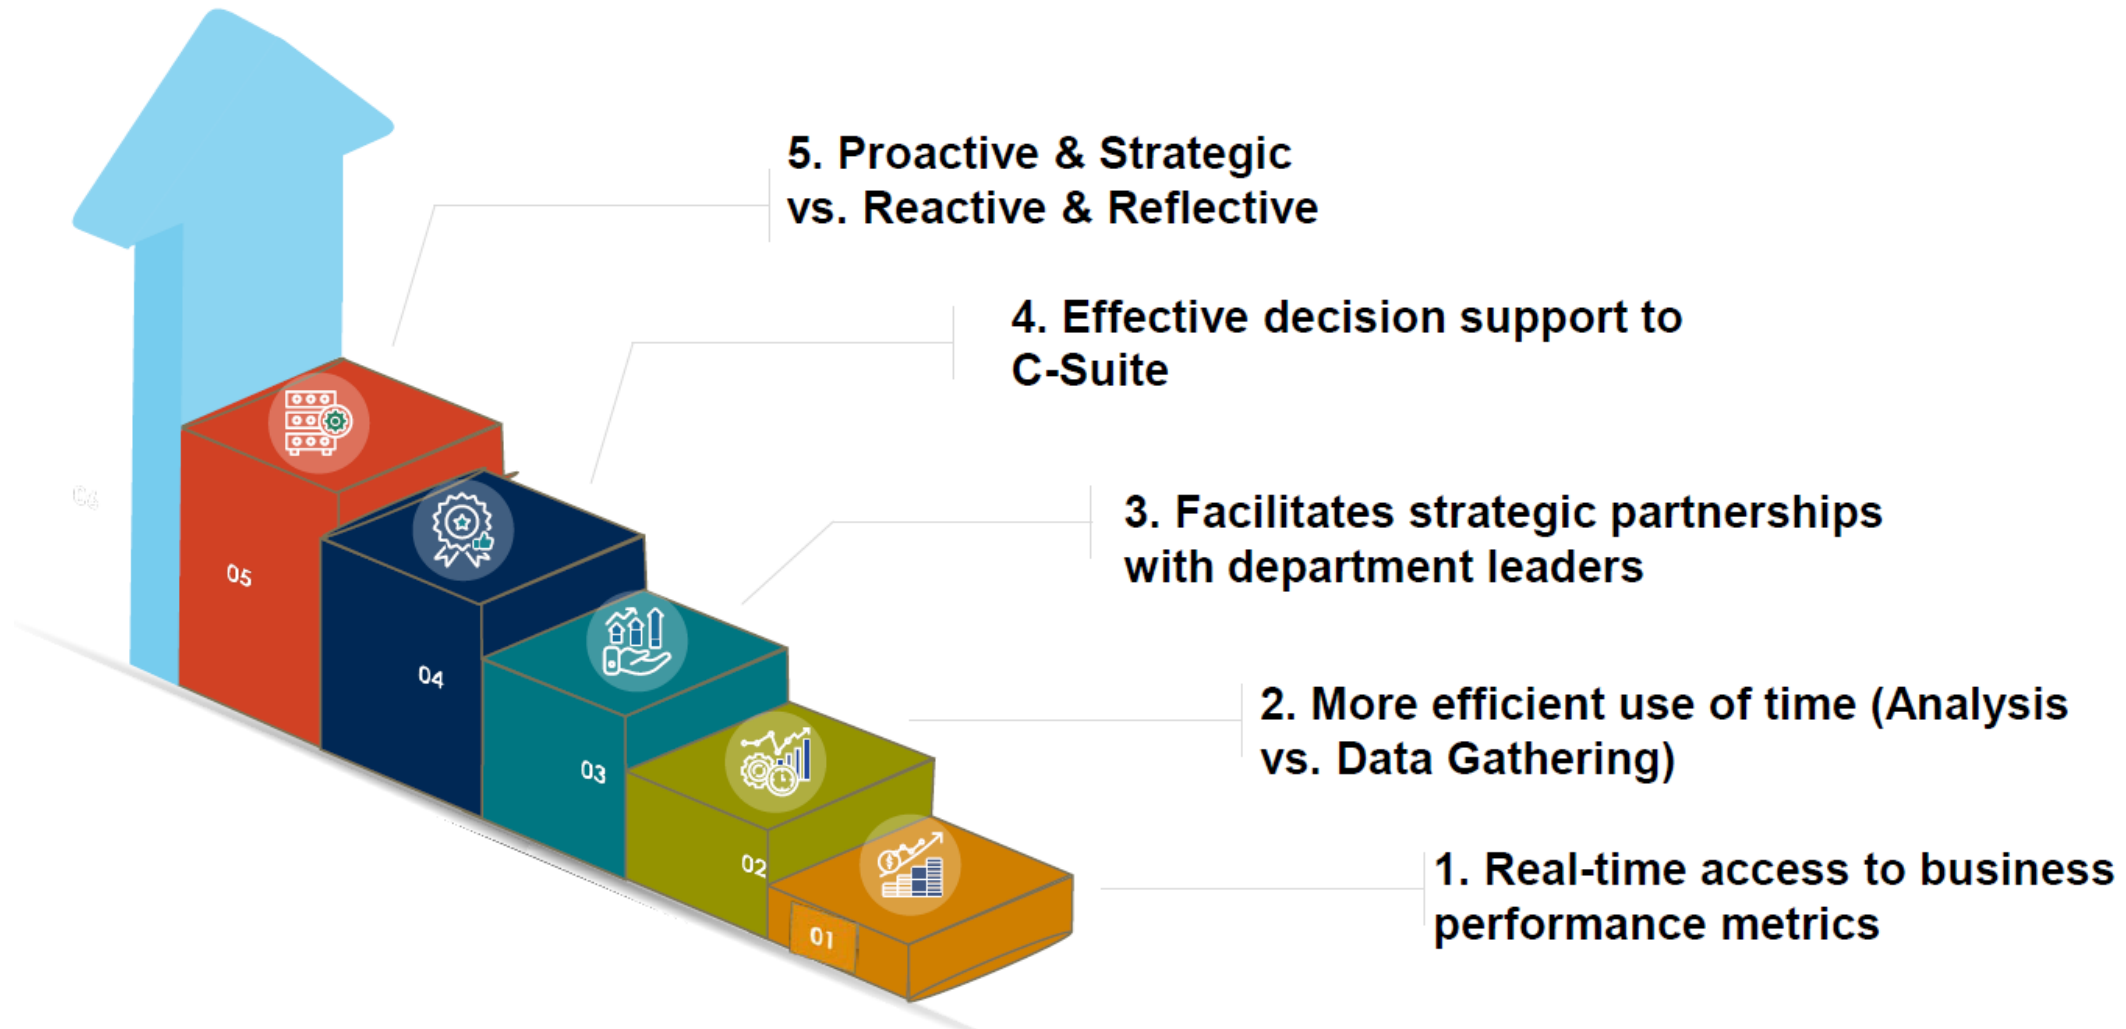 5. Proactive & Strategic
vs. Reactive & Reflective
4. Effective decision support to
C-Suite
3. Facilitates strategic partnerships
with department leaders
2. More efficient use of time (Analysis
vs. Data Gathering)
1. Real-time access to business
performance metrics
05
04
03
02
01